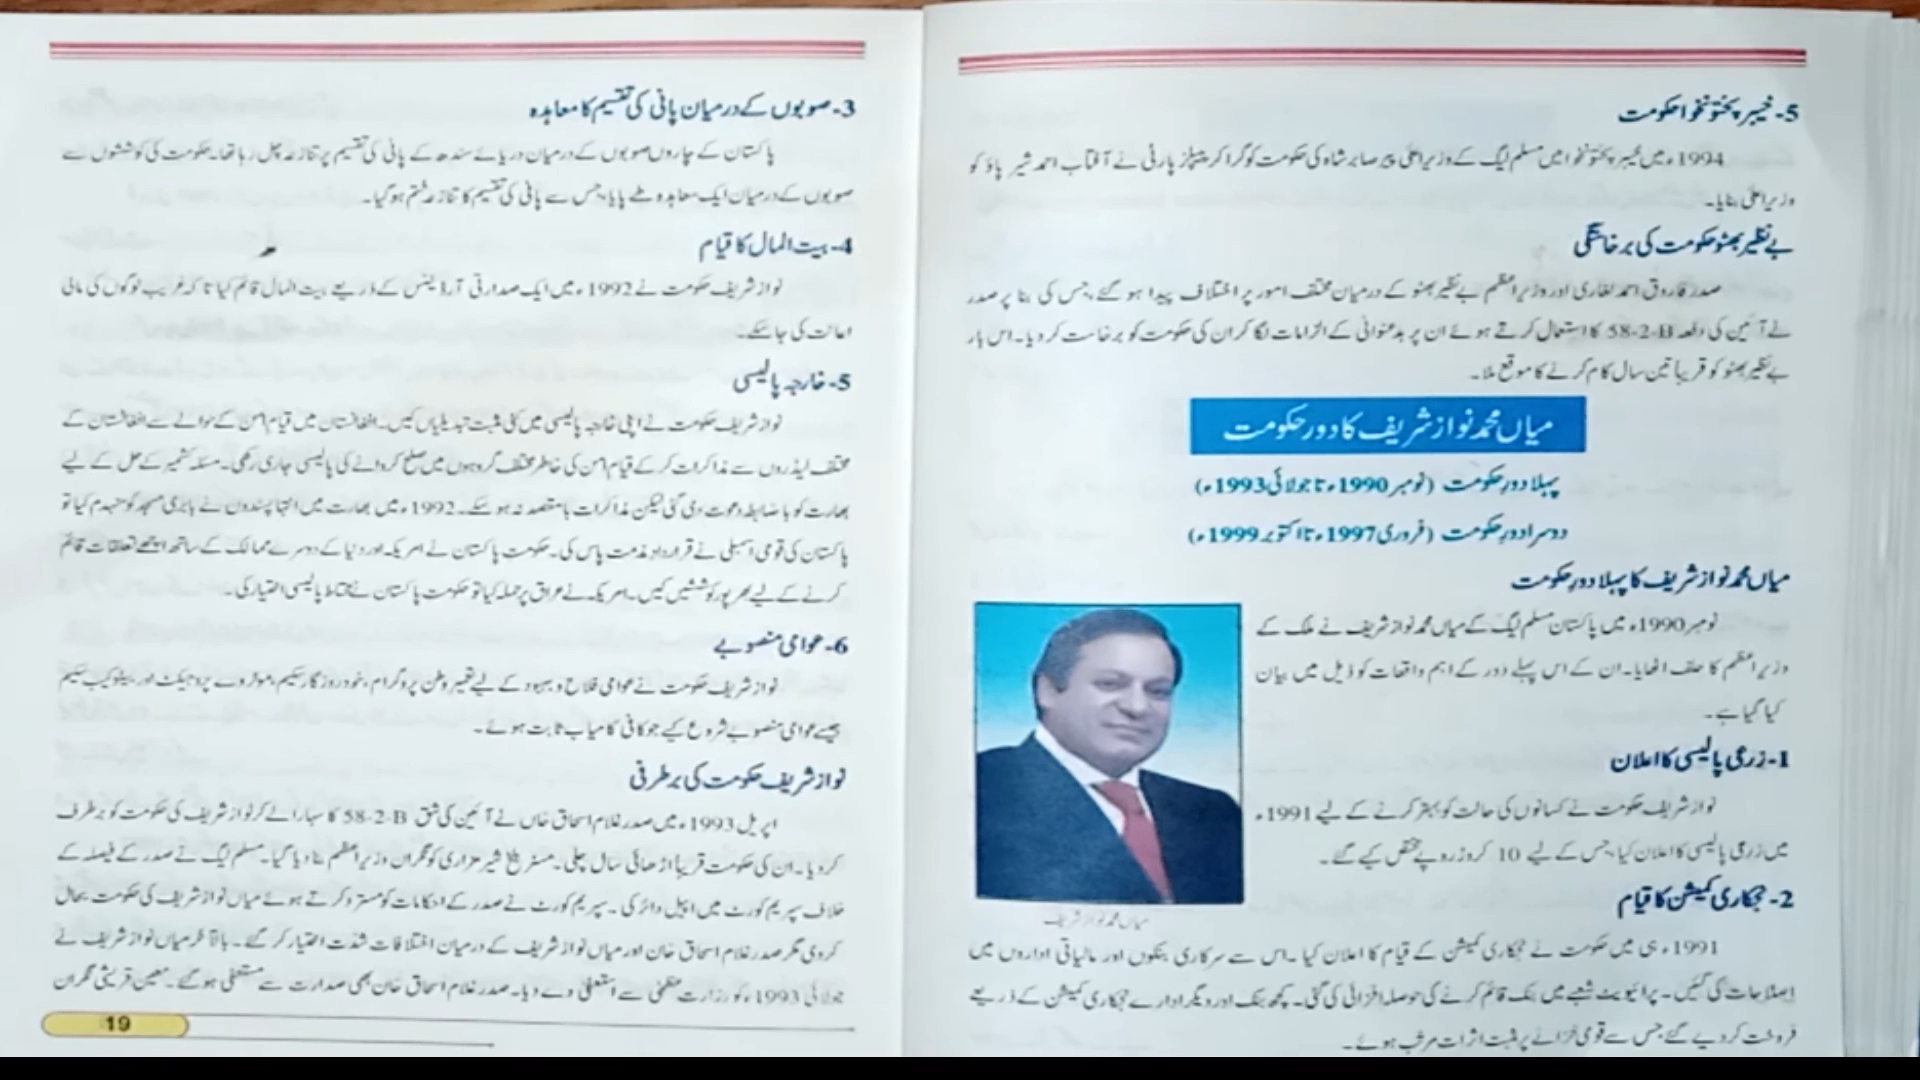 5- خیبر پختونخوا حکومت
1994ء میں خیبر پختونخوا میں مسلم لیگ کے وزیراعلیٰ پیر صابر شاہ کی حکومت کو گرا کر پیپلز پارٹی نے آفتاب احمد شیر پاؤ کو
وزیراعلیٰ بنایا۔
بے نظیر بھٹو حکومت کی برخاستگی
صدر فاروق احمد لغاری اور وزیراعظم بے نظیر بھٹو کے درمیان مختلف امور پر اختلاف پیدا ہو گئے، جس کی بنا پر صدر
نے آئین کی دفعہ 58-2-B کا استعمال کرتے ہوئے ان پر بدعنوانی کے الزامات لگا کر ان کی حکومت کو برخاست کر دیا۔ اس بار
بے نظیر بھٹو کو قریباً تین سال کام کرنے کا موقع ملا۔
میاں محمد نواز شریف کا دور حکومت
پہلا دورِ حکومت (نومبر 1990ء تا جولائی 1993ء)
دوسرا دورِ حکومت (فروری 1997ء تا اکتوبر 1999ء)
میاں محمد نواز شریف کا پہلا دورِ حکومت
نومبر 1990ء میں پاکستان مسلم لیگ کے میاں محمد نواز شریف نے ملک کے
وزیراعظم کا حلف اٹھایا۔ ان کے اس پہلے دور کے اہم واقعات کو ذیل میں بیان
کیا گیا ہے۔
1- زرعی پالیسی کا اعلان
نواز شریف حکومت نے کسانوں کی حالت کو بہتر کرنے کے لیے 1991ء
میں زرعی پالیسی کا اعلان کیا، جس کے لیے 10 کروڑ روپے مختص کیے گئے۔
میاں محمد نواز شریف
2- نجکاری کمیشن کا قیام
1991ء ہی میں حکومت نے نجکاری کمیشن کے قیام کا اعلان کیا۔ اس سے سرکاری بنکوں اور مالیاتی اداروں میں
اصلاحات کی گئیں۔ پرائیویٹ شعبے میں بنک قائم کرنے کی حوصلہ افزائی کی گئی۔ کچھ بنک اور دیگر ادارے نجکاری کمیشن کے ذریعے
فروخت کر دیے گئے جس سے قومی خزانے پر مثبت اثرات مرتب ہوئے۔
3- صوبوں کے درمیان پانی کی تقسیم کا معاہدہ
پاکستان کے چاروں صوبوں کے درمیان دریائے سندھ کے پانی کی تقسیم پر تنازعہ چل رہا تھا۔ حکومت کی کوششوں سے
صوبوں کے درمیان ایک معاہدہ طے پایا، جس سے پانی کی تقسیم کا تنازعہ ختم ہو گیا۔
4- بیت المال کا قیام
نواز شریف حکومت نے 1992ء میں ایک صدارتی آرڈیننس کے ذریعے بیت المال قائم کیا تا کہ غریب لوگوں کی مالی
اعانت کی جا سکے۔
5- خارجہ پالیسی
نواز شریف حکومت نے اپنی خارجہ پالیسی میں کئی مثبت تبدیلیاں کیں۔ افغانستان میں قیام امن کے حوالے سے افغانستان کے
مختلف لیڈروں سے مذاکرات کر کے قیام امن کی خاطر مختلف گروہوں میں صلح کروانے کی پالیسی جاری رکھی۔ مسئلہ کشمیر کے حل کے لیے
بھارت کو باضابطہ دعوت دی گئی لیکن مذاکرات بامقصد نہ ہو سکے۔ 1992ء میں بھارت میں انتہا پسندوں نے بابری مسجد کو منہدم کیا تو
پاکستان کی قومی اسمبلی نے قرارداد مذمت پاس کی۔ حکومتِ پاکستان نے امریکہ اور دنیا کے دوسرے ممالک کے ساتھ اچھے تعلقات قائم
کرنے کے لیے بھرپور کوششیں کیں۔ امریکہ نے عراق پر حملہ کیا تو حکومت پاکستان نے محتاط پالیسی اختیار کی۔
6- عوامی منصوبے
نواز شریف حکومت نے عوامی فلاح و بہبود کے لیے تعمیرِ وطن پروگرام، خود روزگار سکیم، موٹروے پروجیکٹ اور ییلو کیب سکیم
جیسے عوامی منصوبے شروع کیے جو کافی کامیاب ثابت ہوئے۔
نواز شریف حکومت کی برطرفی
اپریل 1993ء میں صدر غلام اسحاق خاں نے آئین کی شق 58-2-B کا سہارا لے کر نواز شریف کی حکومت کو برطرف
کر دیا۔ ان کی حکومت قریباً اڑھائی سال چلی۔ مسٹر بلخ شیر مزاری کو نگران وزیراعظم بنا دیا گیا۔ مسلم لیگ نے صدر کے فیصلہ کے
خلاف سپریم کورٹ میں اپیل دائر کی۔ سپریم کورٹ نے صدر کے احکامات کو مسترد کرتے ہوئے میاں نواز شریف کی حکومت بحال
کر دی مگر صدر غلام اسحاق خان اور میاں نواز شریف کے درمیان اختلافات شدت اختیار کر گئے۔ بالآخر میاں نواز شریف نے
جولائی 1993ء کو وزارت عظمیٰ سے استعفیٰ دے دیا۔ صدر غلام اسحاق خان بھی صدارت سے مستعفی ہو گئے۔ معین قریشی نگران
19